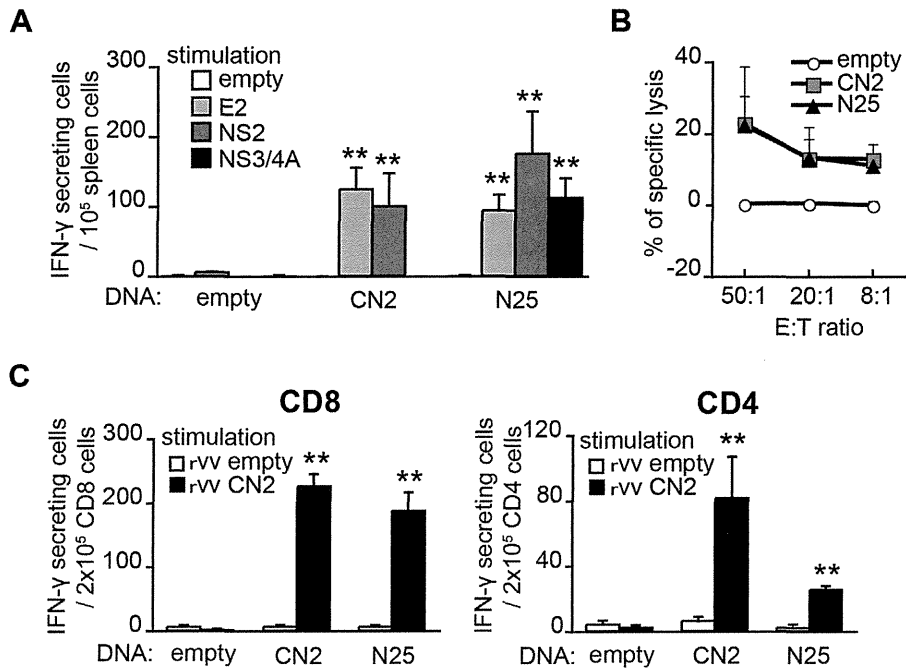 A
stimulation
empty
E2
NS2
NS3/4A
IFN-γ secreting cells
/ 10⁵ spleen cells
300
200
100
0
**
**
**
**
**
DNA: empty CN2 N25
B
empty
CN2
N25
% of specific lysis
40
20
0
-20
50:1 20:1 8:1
E:T ratio
C
CD8
stimulation
rVV empty
rVV CN2
IFN-γ secreting cells
/ 2x10⁵ CD8 cells
300
200
100
0
**
**
DNA: empty CN2 N25
CD4
stimulation
rVV empty
rVV CN2
IFN-γ secreting cells
/ 2x10⁵ CD4 cells
120
80
40
0
**
**
DNA: empty CN2 N25